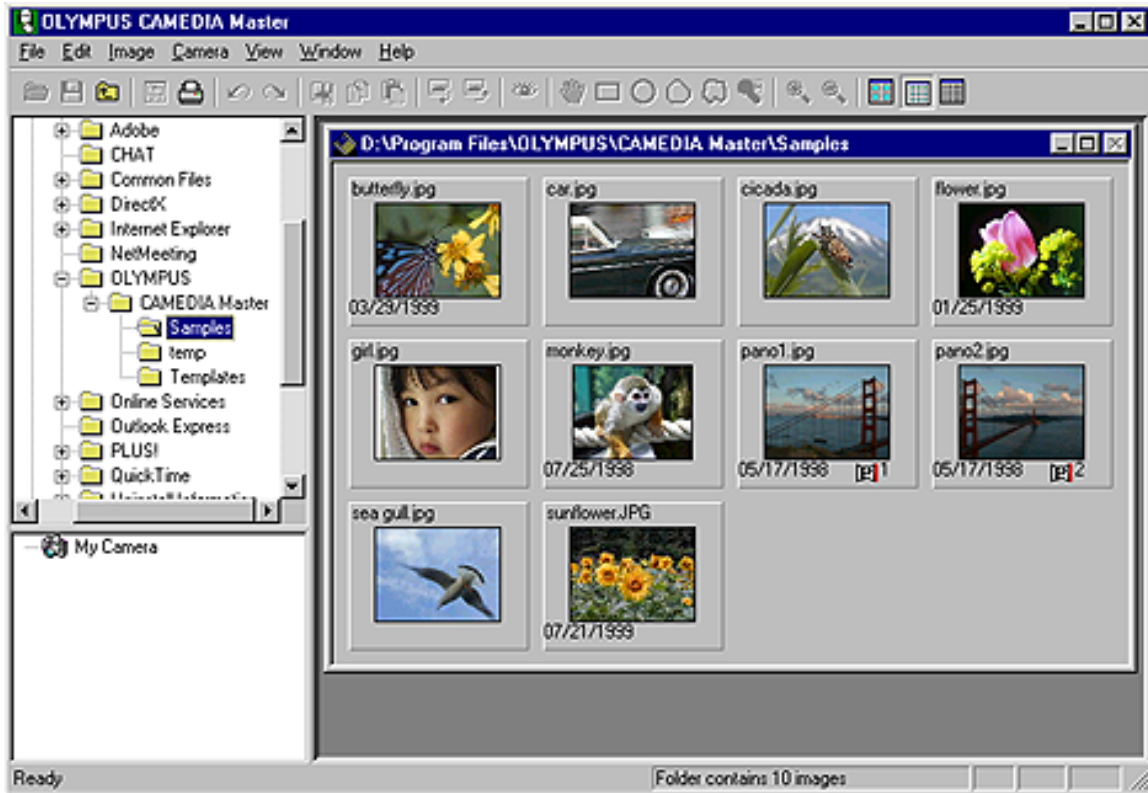 OLYMPUS CAMEDIA Master
File Edit Image Camera View Window Help
Adobe
CHAT
Common Files
DirectX
Internet Explorer
NetMeeting
OLYMPUS
CAMEDIA Master
Samples
temp
Templates
Online Services
Outlook Express
PLUS!
QuickTime
My Camera
D:\Program Files\OLYMPUS\CAMEDIA Master\Samples
butterfly.jpg car.jpg cicada.jpg flower.jpg
03/29/1999 01/25/1999
girl.jpg monkey.jpg pano1.jpg pano2.jpg
07/25/1998 05/17/1998 [P]1 05/17/1998 [P]2
sea gull.jpg sunflower.JPG
07/21/1999
Ready Folder contains 10 images